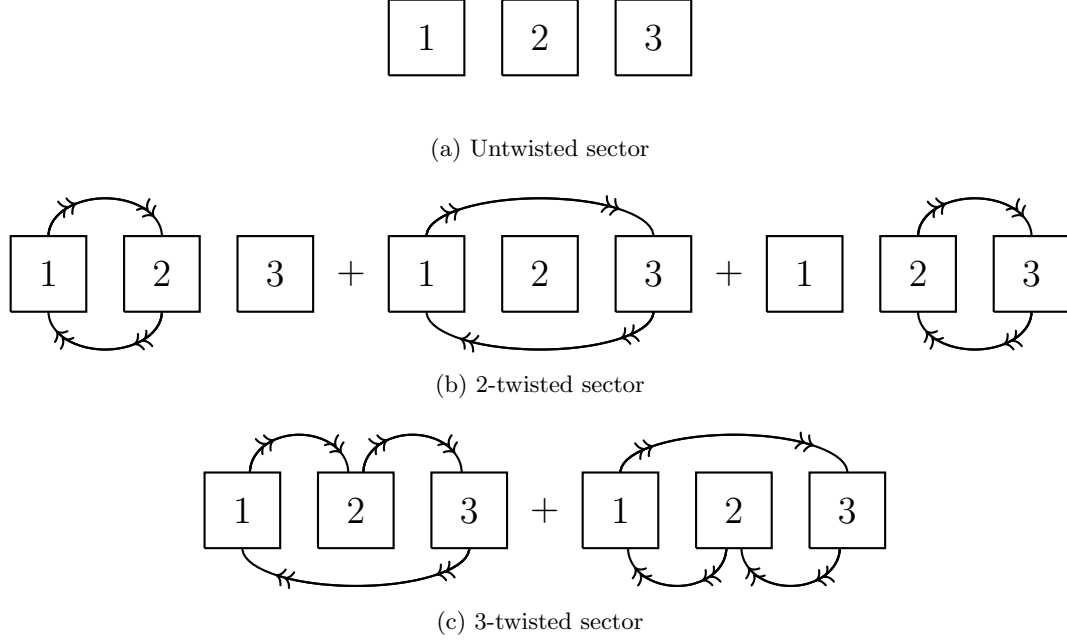 1 2 3
(a) Untwisted sector
1 2 3 + 1 2 3 + 1 2 3
(b) 2-twisted sector
1 2 3 + 1 2 3
(c) 3-twisted sector